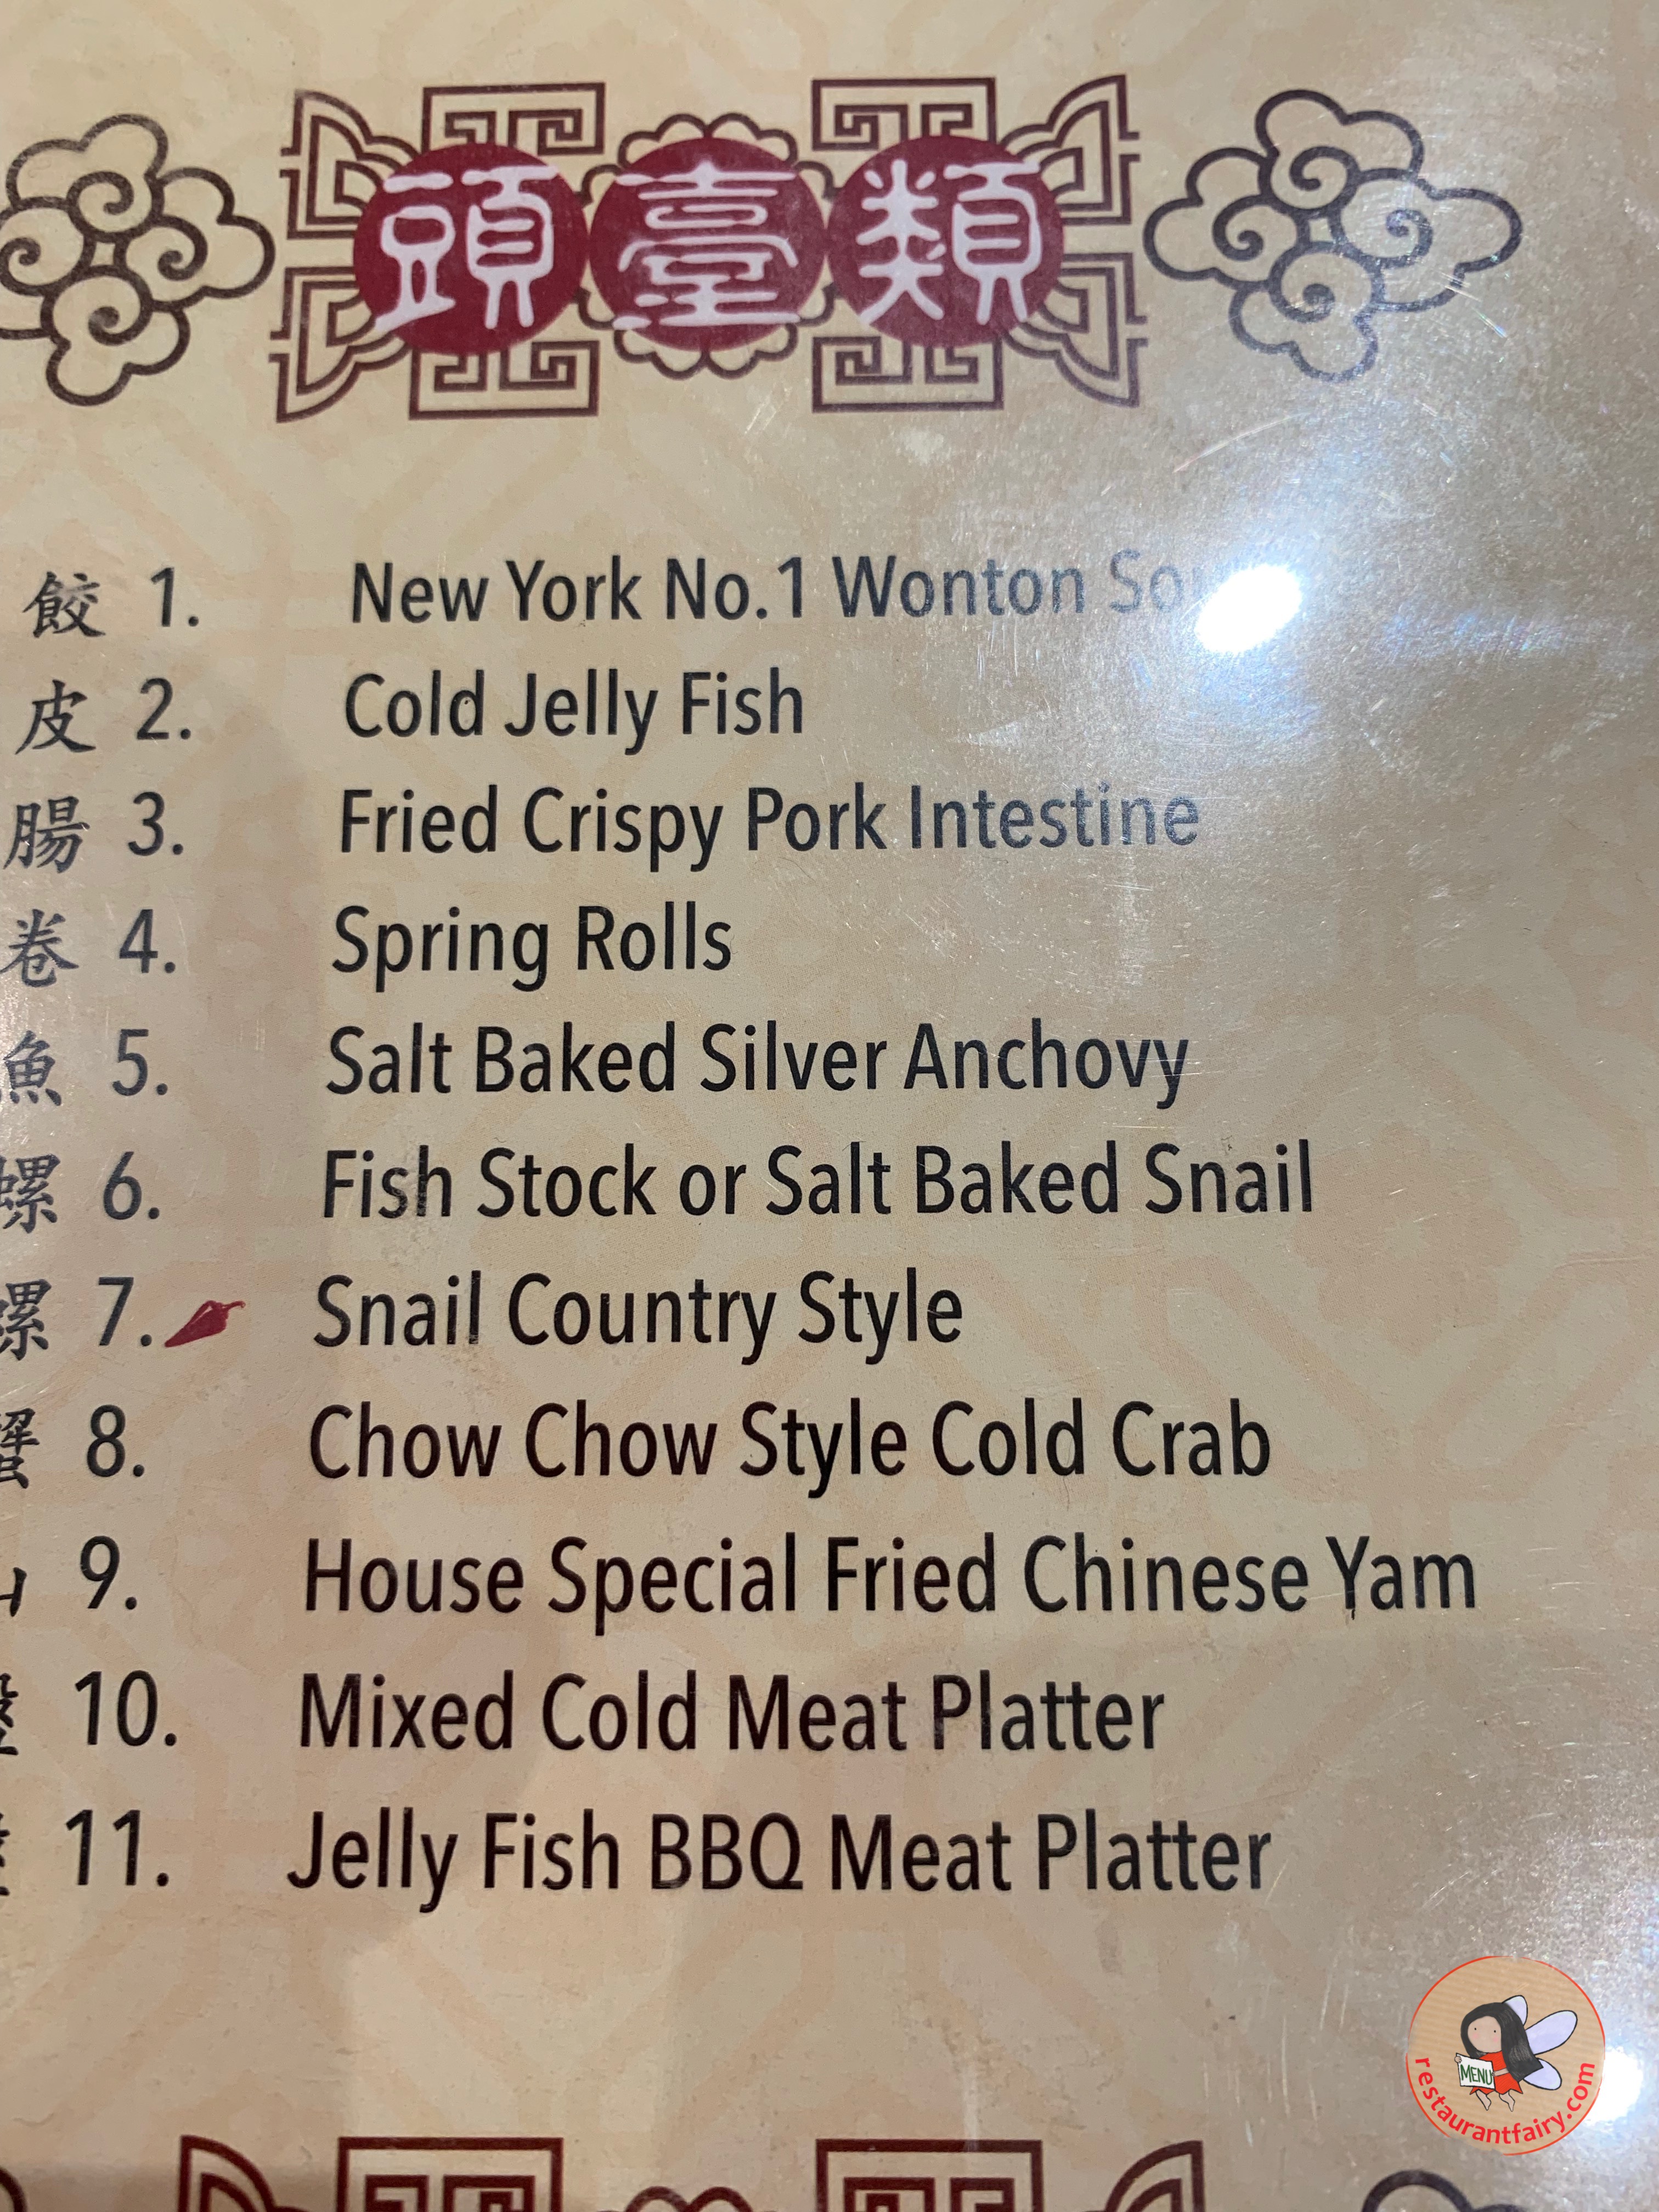 頭臺類
餃 1. New York No.1 Wonton
皮 2. Cold Jelly Fish
腸 3. Fried Crispy Pork Intestine
卷 4. Spring Rolls
魚 5. Salt Baked Silver Anchovy
螺 6. Fish Stock or Salt Baked Snail
螺 7. Snail Country Style
蟹 8. Chow Chow Style Cold Crab
9. House Special Fried Chinese Yam
10. Mixed Cold Meat Platter
11. Jelly Fish BBQ Meat Platter
MENU
restaurantfairy.com